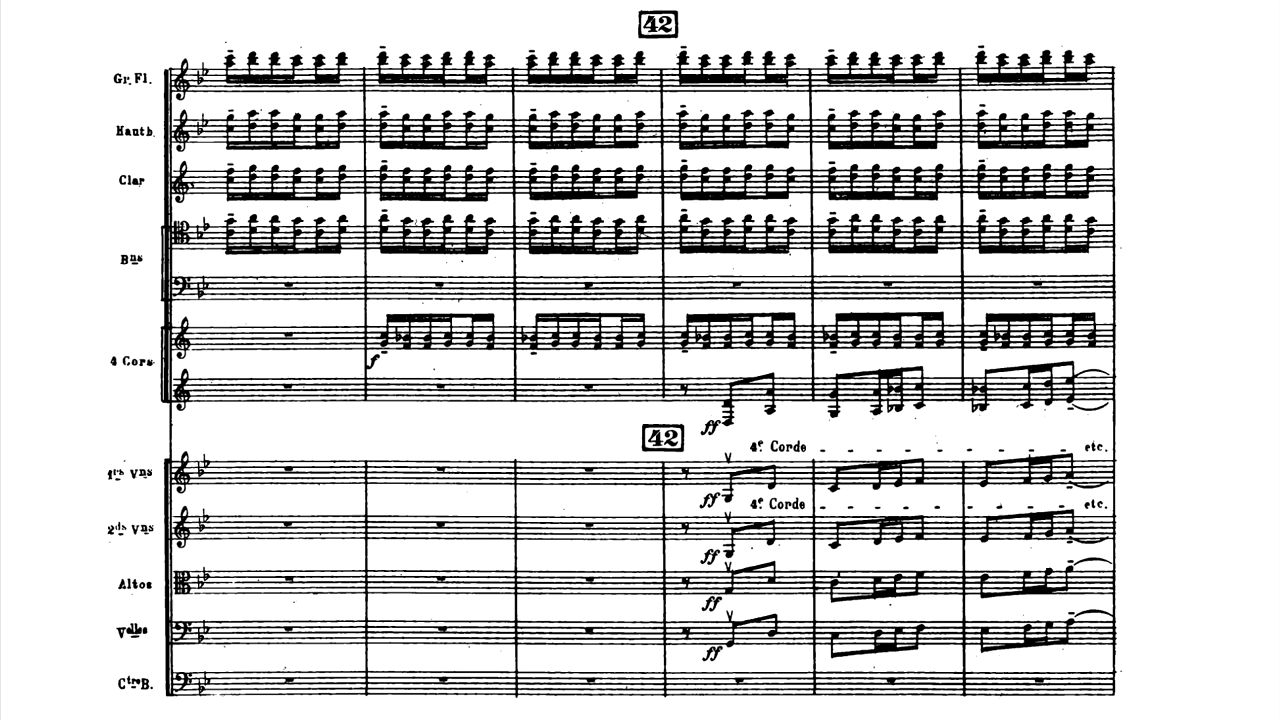 42
Gr. Fl.
Hautb.
Clar
Bns
4 Cors
f
ff
42
4e Corde etc.
1ers Vns
ff
4e Corde etc.
2ds Vns
ff
Altos
ff
Velles
ff
Ctre B.